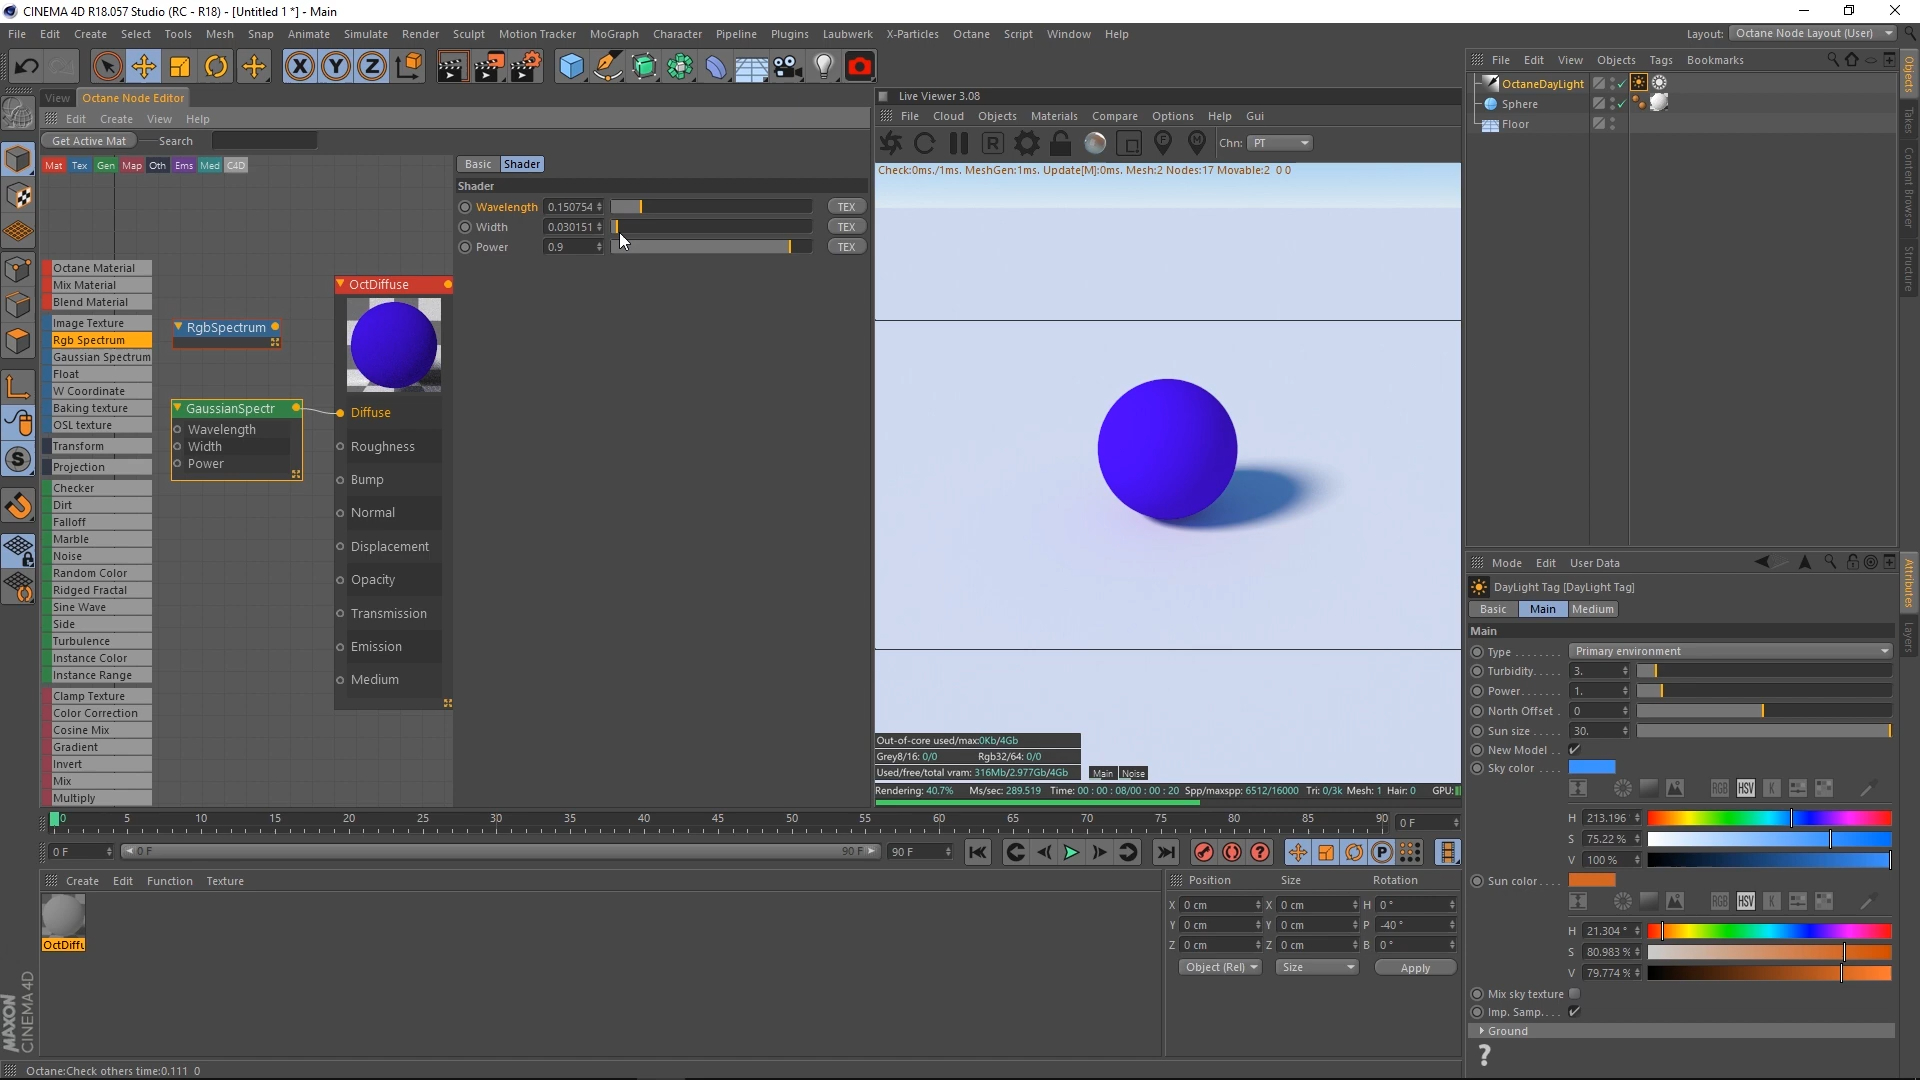 CINEMA 4D R18.057 Studio (RC - R18) - [Untitled 1 *] - Main
File Edit Create Select Tools Mesh Snap Animate Simulate Render Sculpt Motion Tracker MoGraph Character Pipeline Plugins Laubwerk X-Particles Octane Script Window Help
Layout: Octane Node Layout (User)
View Octane Node Editor
Edit Create View Help
Get Active Mat Search
Mat Tex Gen Map Oth Ems Med C4D
Octane Material
Mix Material
Blend Material
Image Texture
Rgb Spectrum
Gaussian Spectrum
Float
W Coordinate
Baking texture
OSL texture
Transform
Projection
Checker
Dirt
Falloff
Marble
Noise
Random Color
Ridged Fractal
Sine Wave
Side
Turbulence
Instance Color
Instance Range
Clamp Texture
Color Correction
Cosine Mix
Gradient
Invert
Mix
Multiply
RgbSpectrum
GaussianSpectr
Wavelength
Width
Power
OctDiffuse
Diffuse
Roughness
Bump
Normal
Displacement
Opacity
Transmission
Emission
Medium
Basic Shader
Shader
Wavelength 0.150754 TEX
Width 0.030151 TEX
Power 0.9 TEX
Live Viewer 3.08
File Cloud Objects Materials Compare Options Help Gui
R Chn: PT
Check:0ms./1ms. MeshGen:1ms. Update[M]:0ms. Mesh:2 Nodes:17 Movable:2 0 0
Out-of-core used/max:0Kb/4Gb
Grey8/16: 0/0 Rgb32/64: 0/0
Used/free/total vram: 316Mb/2.977Gb/4Gb Main Noise
Rendering: 40.7% Ms/sec: 289.519 Time: 00 : 00 : 08/00 : 00 : 20 Spp/maxspp: 6512/16000 Tri: 0/3k Mesh: 1 Hair: 0 GPU:
File Edit View Objects Tags Bookmarks
OctaneDayLight
Sphere
Floor
Objects
Takes
Content Browser
Structure
Mode Edit User Data
DayLight Tag [DayLight Tag]
Basic Main Medium
Main
Type Primary environment
Turbidity 3.
Power 1.
North Offset 0
Sun size 30.
New Model
Sky color
RGB HSV K
H 213.196 °
S 75.22 %
V 100 %
Sun color
RGB HSV K
H 21.304 °
S 80.983 %
V 79.774 %
Mix sky texture
Imp. Samp.
Ground
?
Attributes
Layers
0 5 10 15 20 25 30 35 40 45 50 55 60 65 70 75 80 85 90 0 F
0 F 0 F 90 F 90 F
Create Edit Function Texture
OctDiffu
Position Size Rotation
X 0 cm X 0 cm H 0 °
Y 0 cm Y 0 cm P -40 °
Z 0 cm Z 0 cm B 0 °
Object (Rel) Size Apply
MAXON
CINEMA 4D
Octane:Check others time:0.111 0